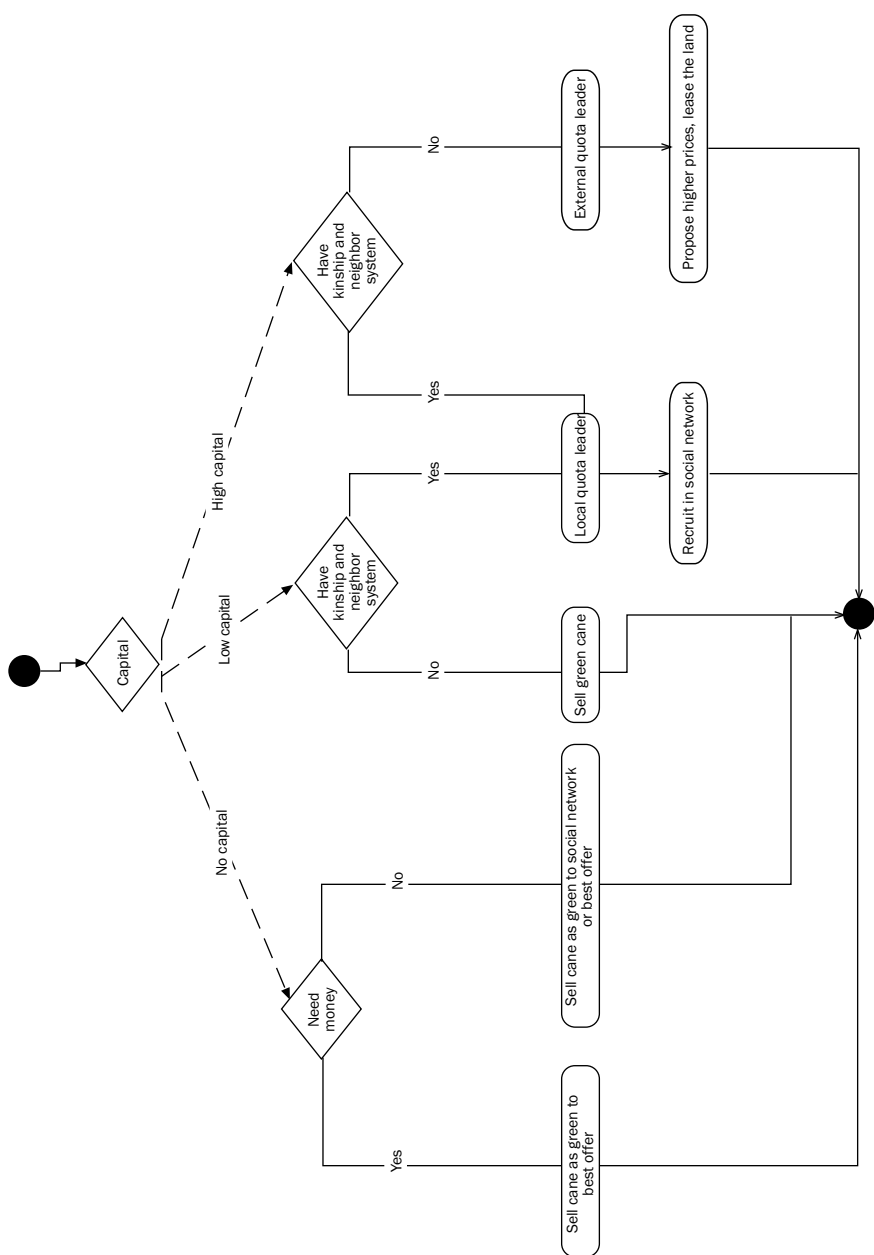 Capital
No capital
Low capital
High capital
Need
money
Have
kinship and
neighbor
system
Have
kinship and
neighbor
system
Yes
No
No
Yes
Yes
No
Sell cane as green to
best offer
Sell cane as green to social network
or best offer
Sell green cane
Local quota leader
External quota leader
Recruit in social network
Propose higher prices, lease the land